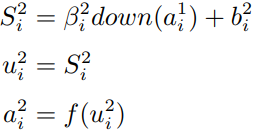 S_i^2 = β_i^2 down(a_i^1) + b_i^2
u_i^2 = S_i^2
a_i^2 = f(u_i^2)